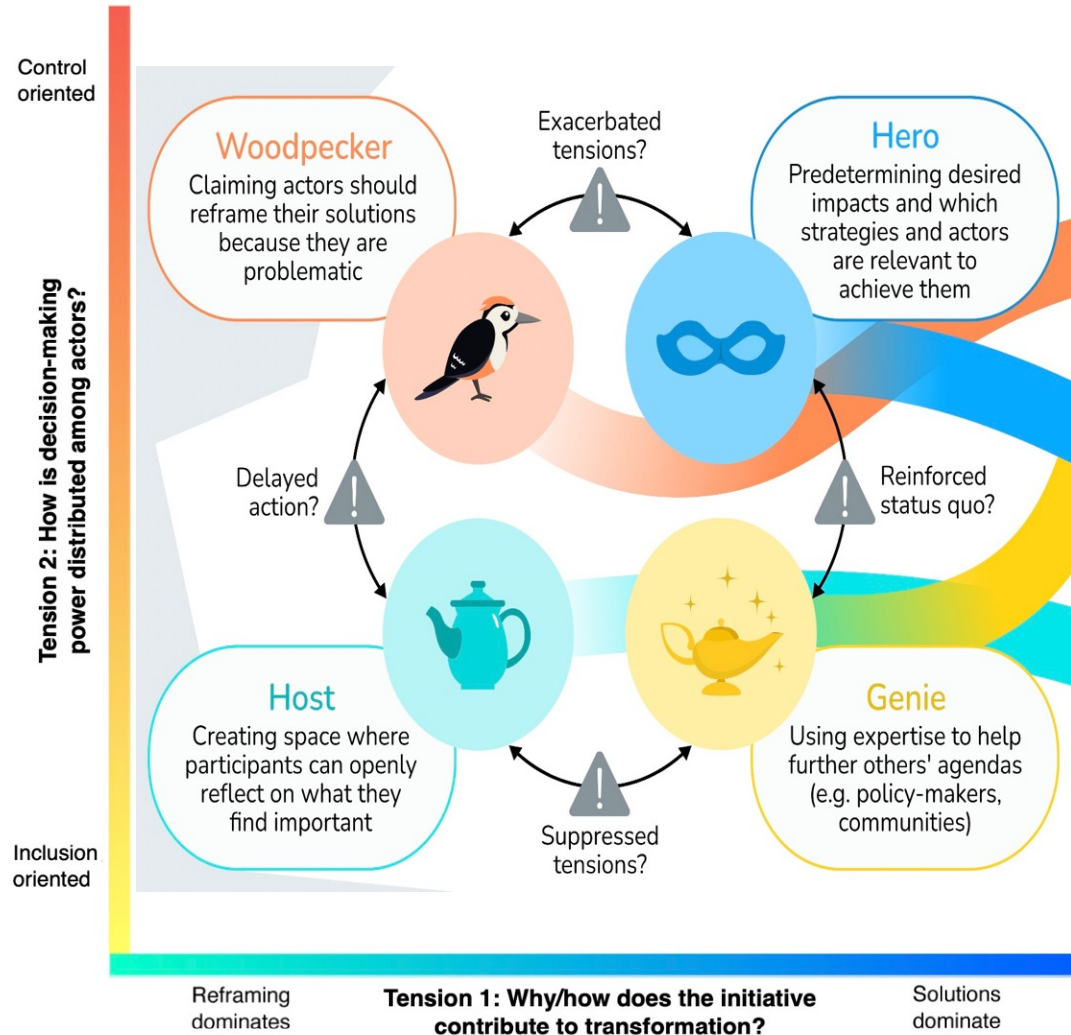 Control
oriented
Woodpecker
Claiming actors should
reframe their solutions
because they are
problematic
Exacerbated
tensions?
Hero
Predetermining desired
impacts and which
strategies and actors
are relevant to
achieve them
Tension 2: How is decision-making
power distributed among actors?
Delayed
action?
Reinforced
status quo?
Host
Creating space where
participants can openly
reflect on what they
find important
Suppressed
tensions?
Genie
Using expertise to help
further others' agendas
(e.g. policy-makers,
communities)
Inclusion
oriented
Reframing
dominates
Tension 1: Why/how does the initiative
contribute to transformation?
Solutions
dominate